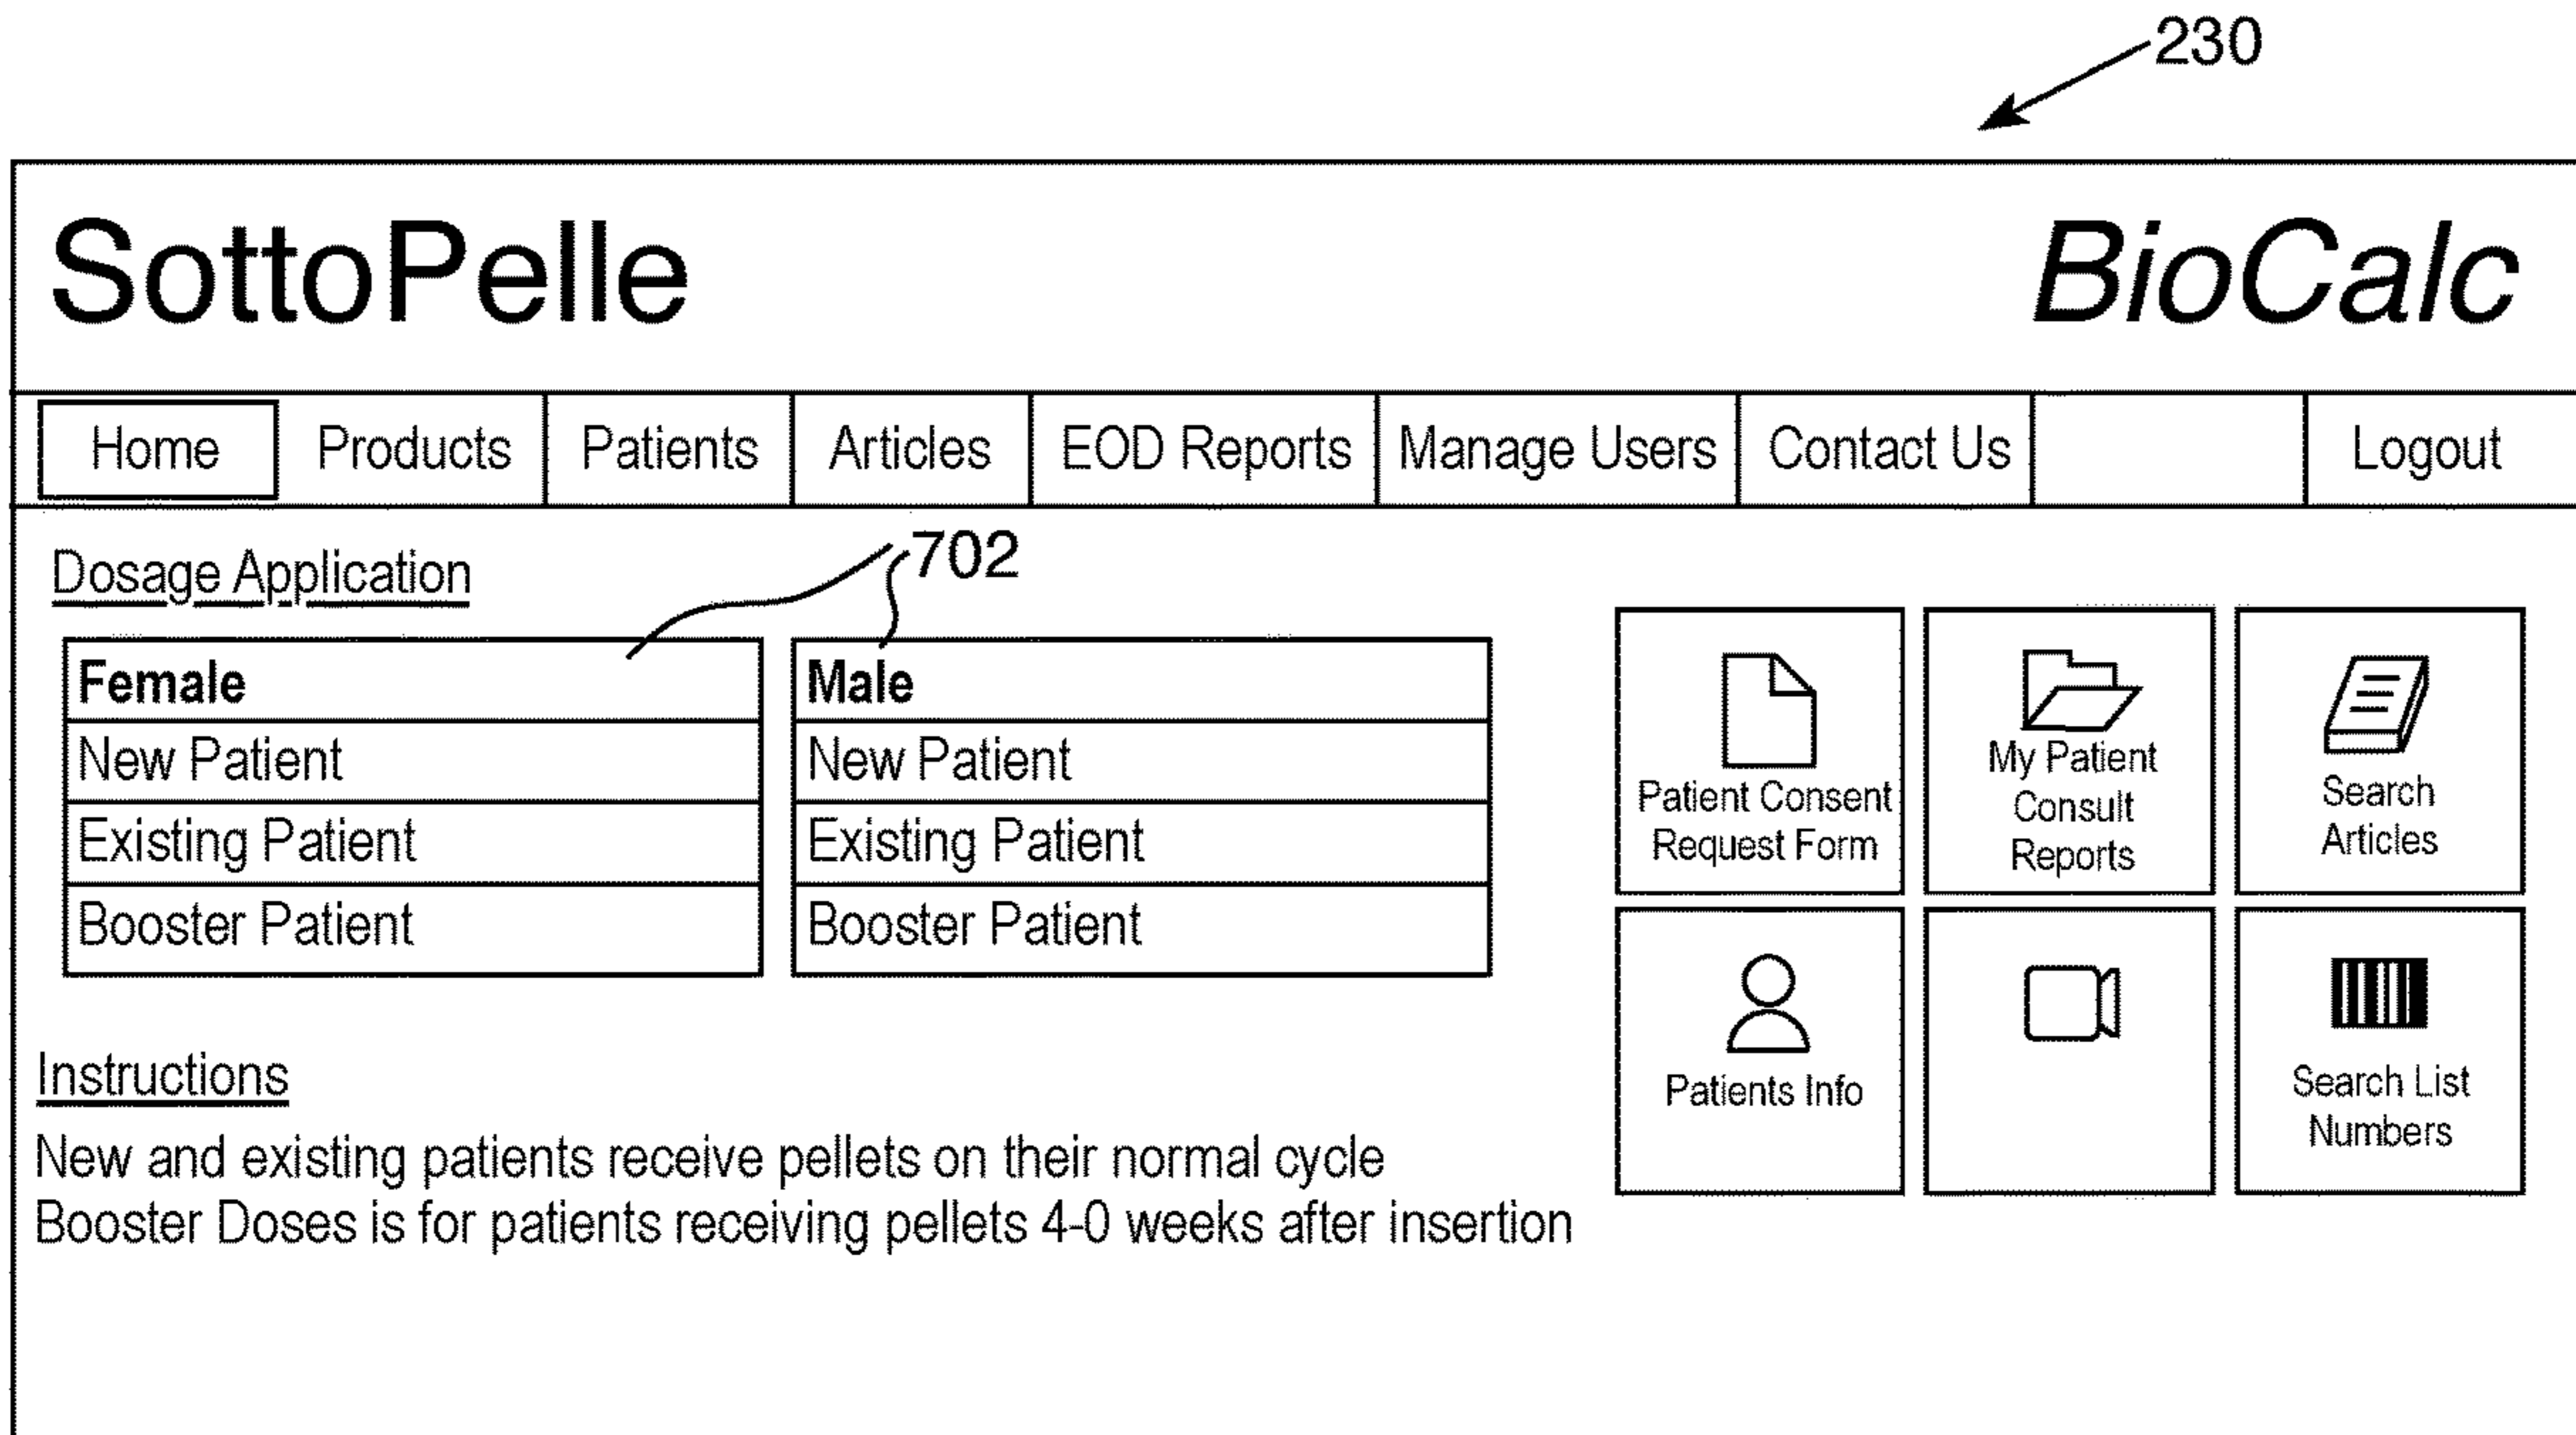 230
SottoPelle BioCalc
Home Products Patients Articles EOD Reports Manage Users Contact Us Logout
Dosage Application
702
Female
New Patient
Existing Patient
Booster Patient
Male
New Patient
Existing Patient
Booster Patient
Patient Consent
Request Form
My Patient
Consult
Reports
Search
Articles
Patients Info
Search List
Numbers
Instructions
New and existing patients receive pellets on their normal cycle
Booster Doses is for patients receiving pellets 4-0 weeks after insertion